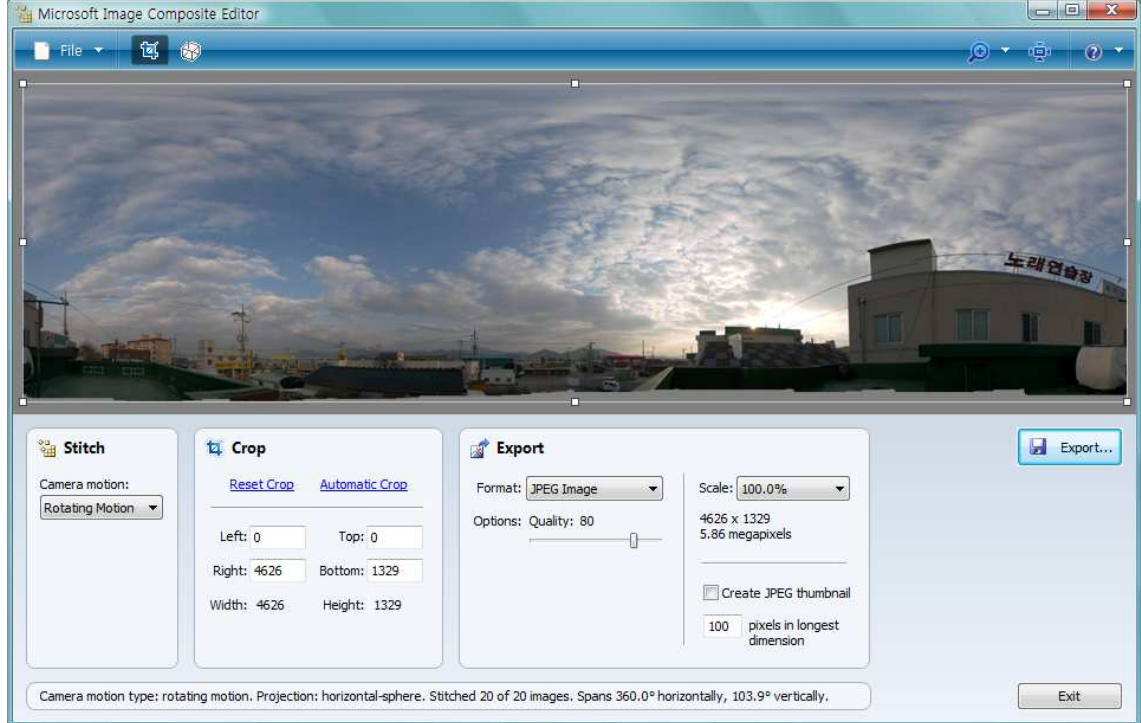 Microsoft Image Composite Editor
File
노래연습장
Stitch
Camera motion:
Rotating Motion
Crop
Reset Crop Automatic Crop
Left: 0 Top: 0
Right: 4626 Bottom: 1329
Width: 4626 Height: 1329
Export
Format: JPEG Image
Options: Quality: 80
Scale: 100.0%
4626 x 1329
5.86 megapixels
Create JPEG thumbnail
100 pixels in longest
dimension
Export...
Camera motion type: rotating motion. Projection: horizontal-sphere. Stitched 20 of 20 images. Spans 360.0° horizontally, 103.9° vertically.
Exit